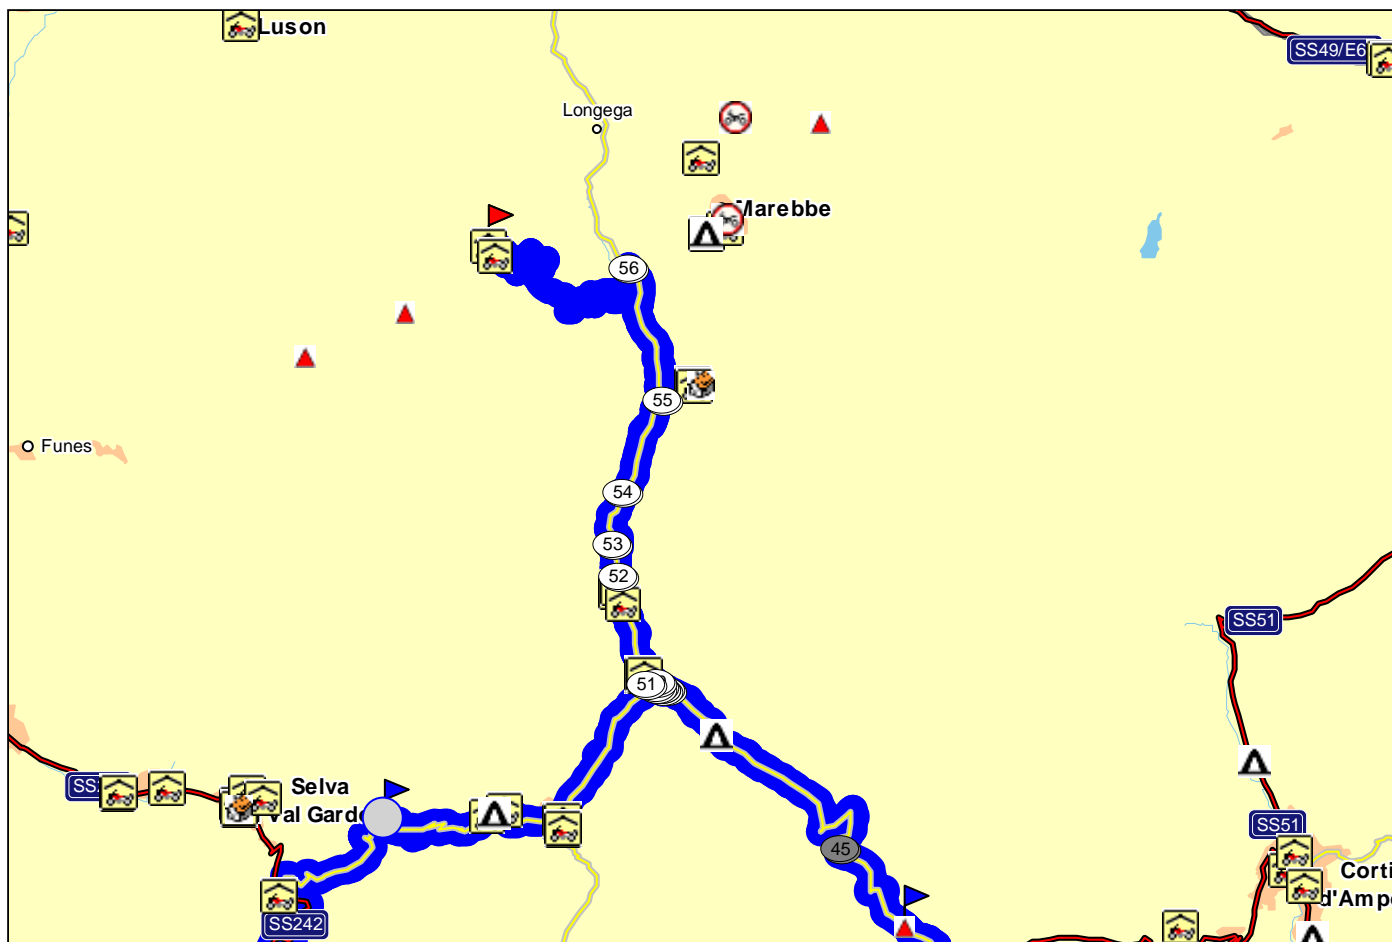 Luson
SS49/E6
Longega
Marebbe
56
55
Funes
54
53
52
SS51
51
Selva
Val Gard
SS51
45
Corti
d'Ampe
SS242